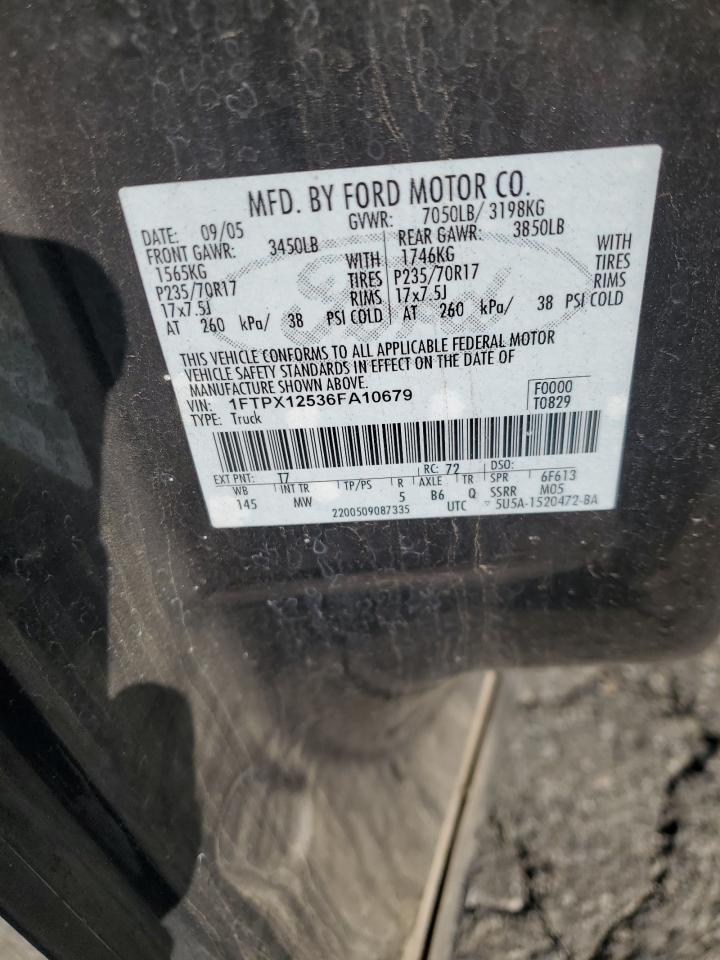 MFD. BY FORD MOTOR CO.
DATE: 09/05 GVWR: 7050LB/ 3198KG
FRONT GAWR: 3450LB REAR GAWR: 3850LB
1565KG WITH 1746KG WITH
P235/70R17 TIRES P235/70R17 TIRES
17x7.5J RIMS 17x7.5J RIMS
AT 260 kPa/ 38 PSI COLD AT 260 kPa/ 38 PSI COLD
THIS VEHICLE CONFORMS TO ALL APPLICABLE FEDERAL MOTOR
VEHICLE SAFETY STANDARDS IN EFFECT ON THE DATE OF
MANUFACTURE SHOWN ABOVE.
VIN: 1FTPX12536FA10679 F0000
TYPE: Truck T0829
EXT PNT: T7 RC: 72 DSO:
WB INT TR TP/PS R AXLE TR SPR 6F613
145 MW 5 B6 Q SSRR M05
2200509087335 UTC ▽ 5U5A-1520472-BA
Ford